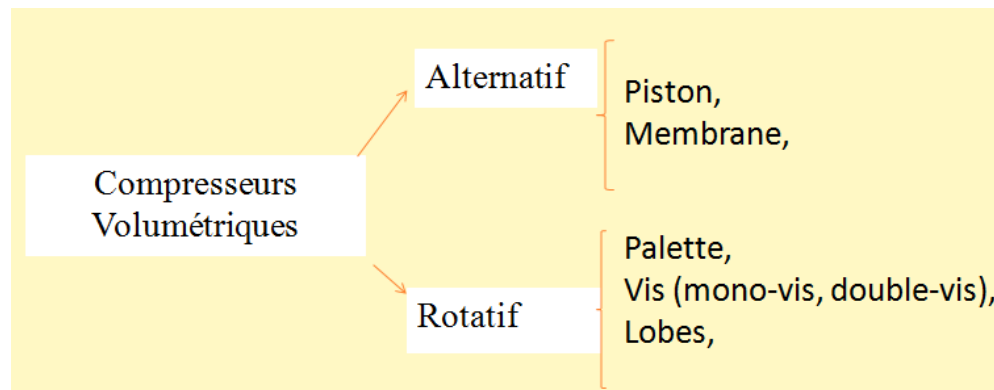 Alternatif
Piston,
Membrane,
Compresseurs
Volumétriques
Palette,
Vis (mono-vis, double-vis),
Lobes,
Rotatif